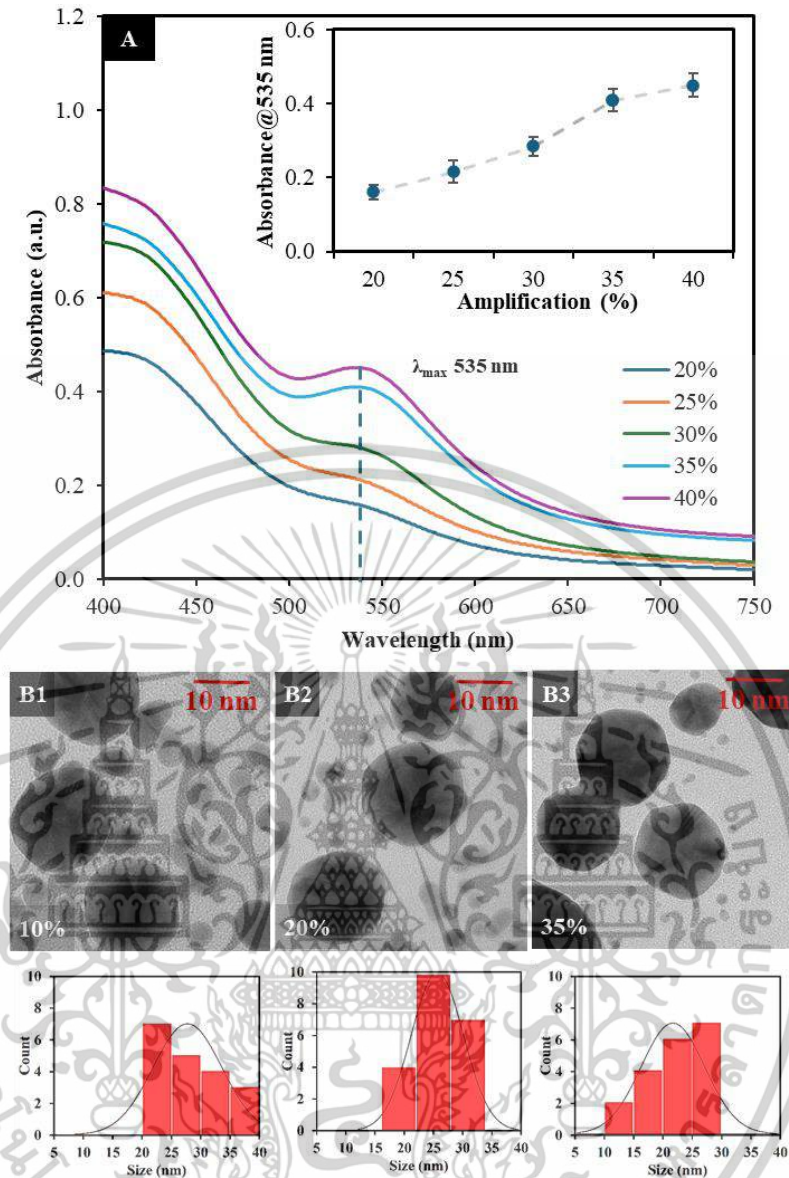 A
1.2
1.0
0.8
0.6
0.4
0.2
0.0
Absorbance (a.u.)
400 450 500 550 600 650 700 750
Wavelength (nm)
λmax 535 nm
20%
25%
30%
35%
40%
0.6
0.4
0.2
0.0
Absorbance@535 nm
20 25 30 35 40
Amplification (%)
B1
10 nm
10%
B2
10 nm
20%
B3
10 nm
35%
10
8
6
4
2
0
Count
5 10 15 20 25 30 35 40
Size (nm)
10
8
6
4
2
0
Count
5 10 15 20 25 30 35 40
Size (nm)
10
8
6
4
2
0
Count
5 10 15 20 25 30 35 40
Size (nm)